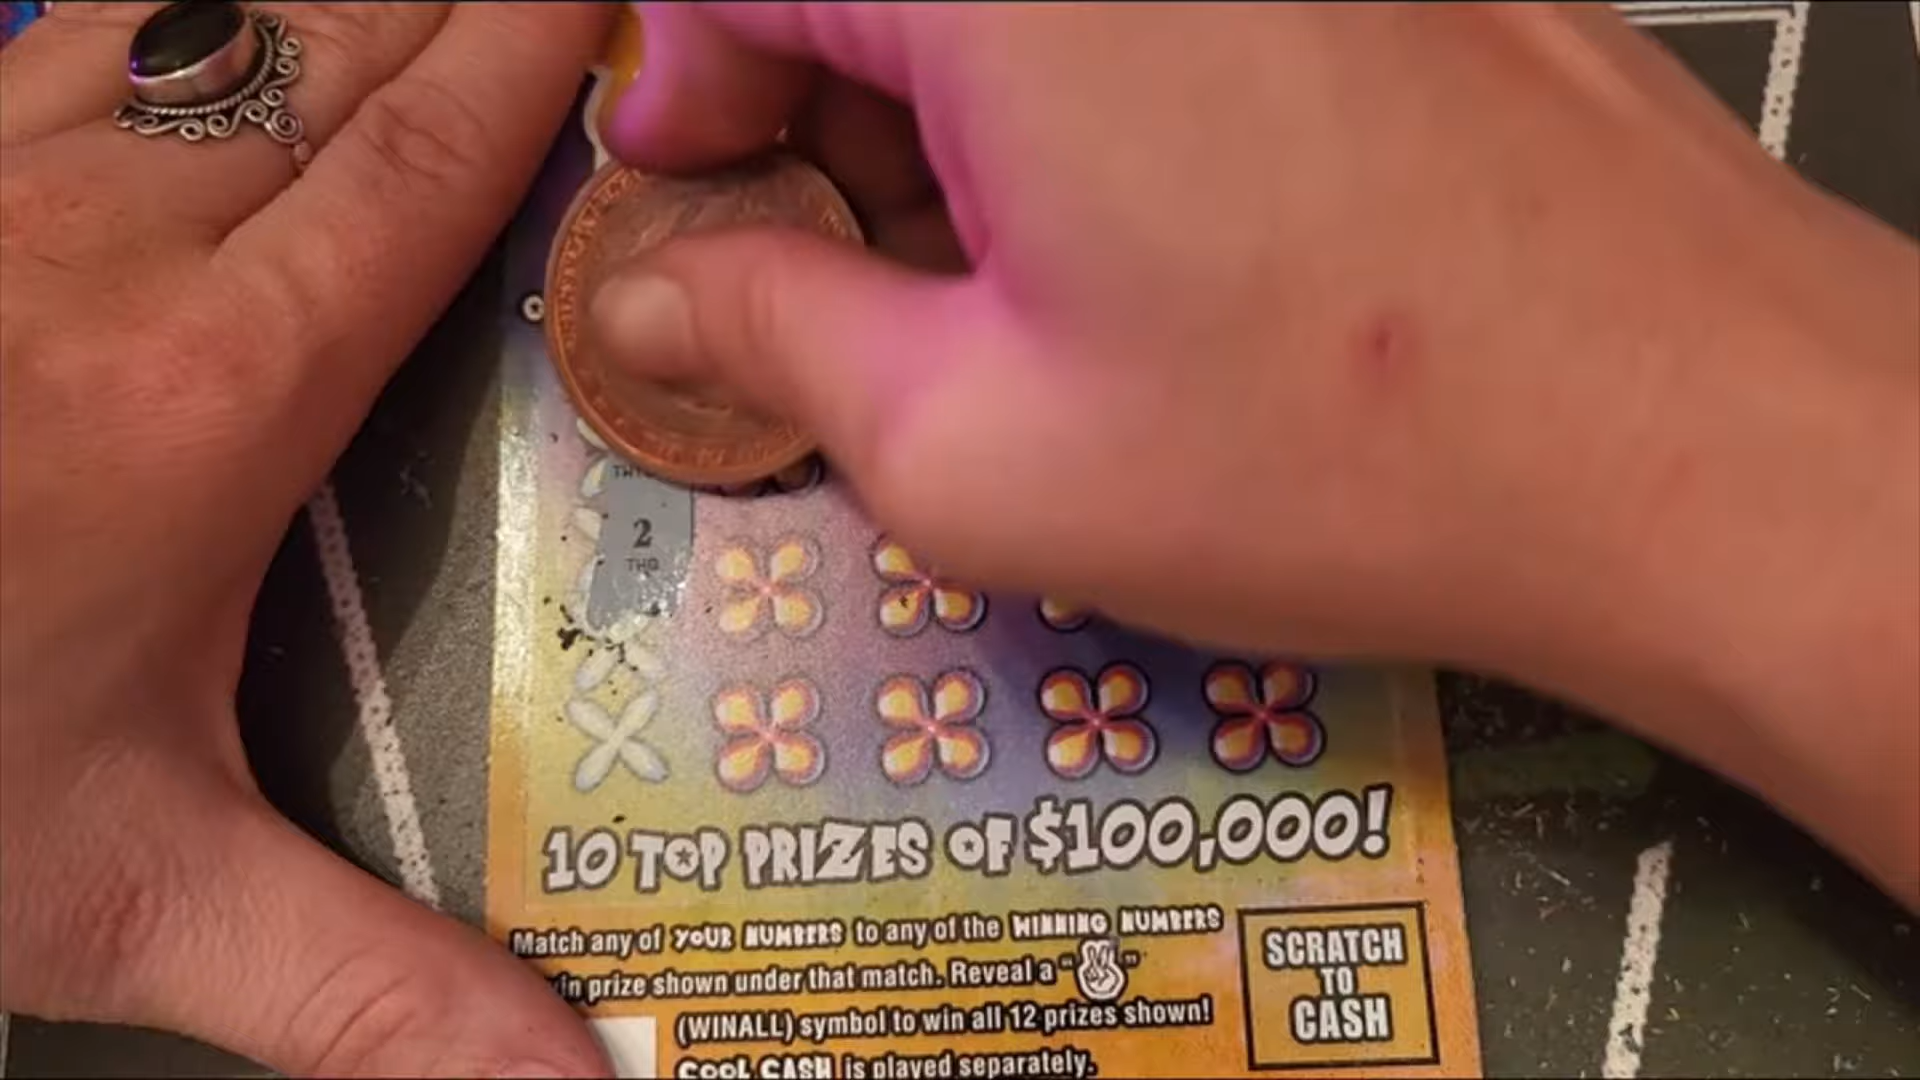 2
TWO
10 TOP PRIZES OF $100,000!
Match any of YOUR NUMBERS to any of the WINNING NUMBERS
in prize shown under that match. Reveal a " "
(WINALL) symbol to win all 12 prizes shown!
COOL CASH is played separately.
SCRATCH
TO
CASH